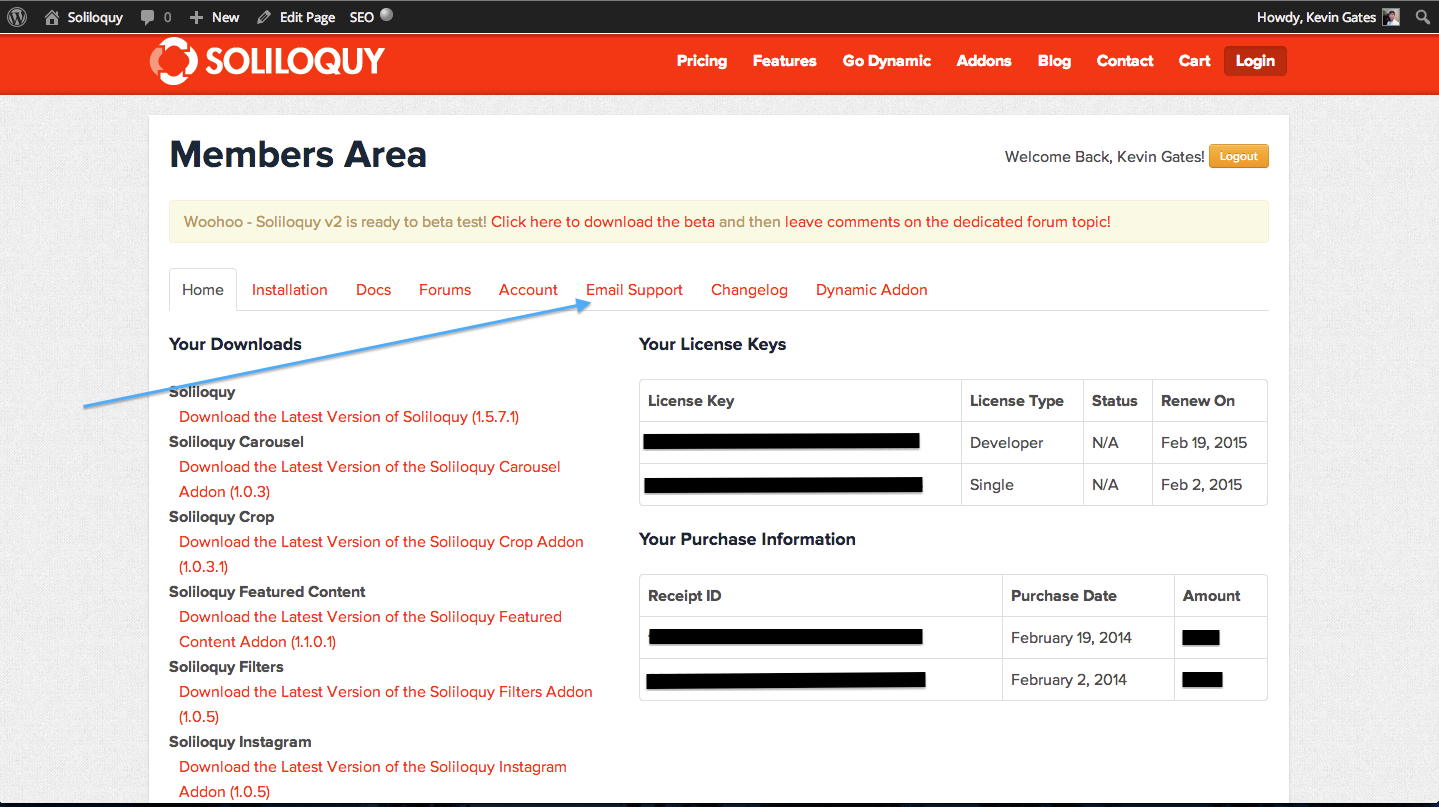 Soliloquy 0 New Edit Page SEO Howdy, Kevin Gates
SOLILOQUY Pricing Features Go Dynamic Addons Blog Contact Cart Login
Members Area
Welcome Back, Kevin Gates! Logout
Woohoo - Soliloquy v2 is ready to beta test! Click here to download the beta and then leave comments on the dedicated forum topic!
Home Installation Docs Forums Account Email Support Changelog Dynamic Addon
Your Downloads
Soliloquy
Download the Latest Version of Soliloquy (1.5.7.1)
Soliloquy Carousel
Download the Latest Version of the Soliloquy Carousel
Addon (1.0.3)
Soliloquy Crop
Download the Latest Version of the Soliloquy Crop Addon
(1.0.3.1)
Soliloquy Featured Content
Download the Latest Version of the Soliloquy Featured
Content Addon (1.1.0.1)
Soliloquy Filters
Download the Latest Version of the Soliloquy Filters Addon
(1.0.5)
Soliloquy Instagram
Download the Latest Version of the Soliloquy Instagram
Addon (1.0.5)
Your License Keys
License Key License Type Status Renew On
Developer N/A Feb 19, 2015
Single N/A Feb 2, 2015
Your Purchase Information
Receipt ID Purchase Date Amount
February 19, 2014
February 2, 2014